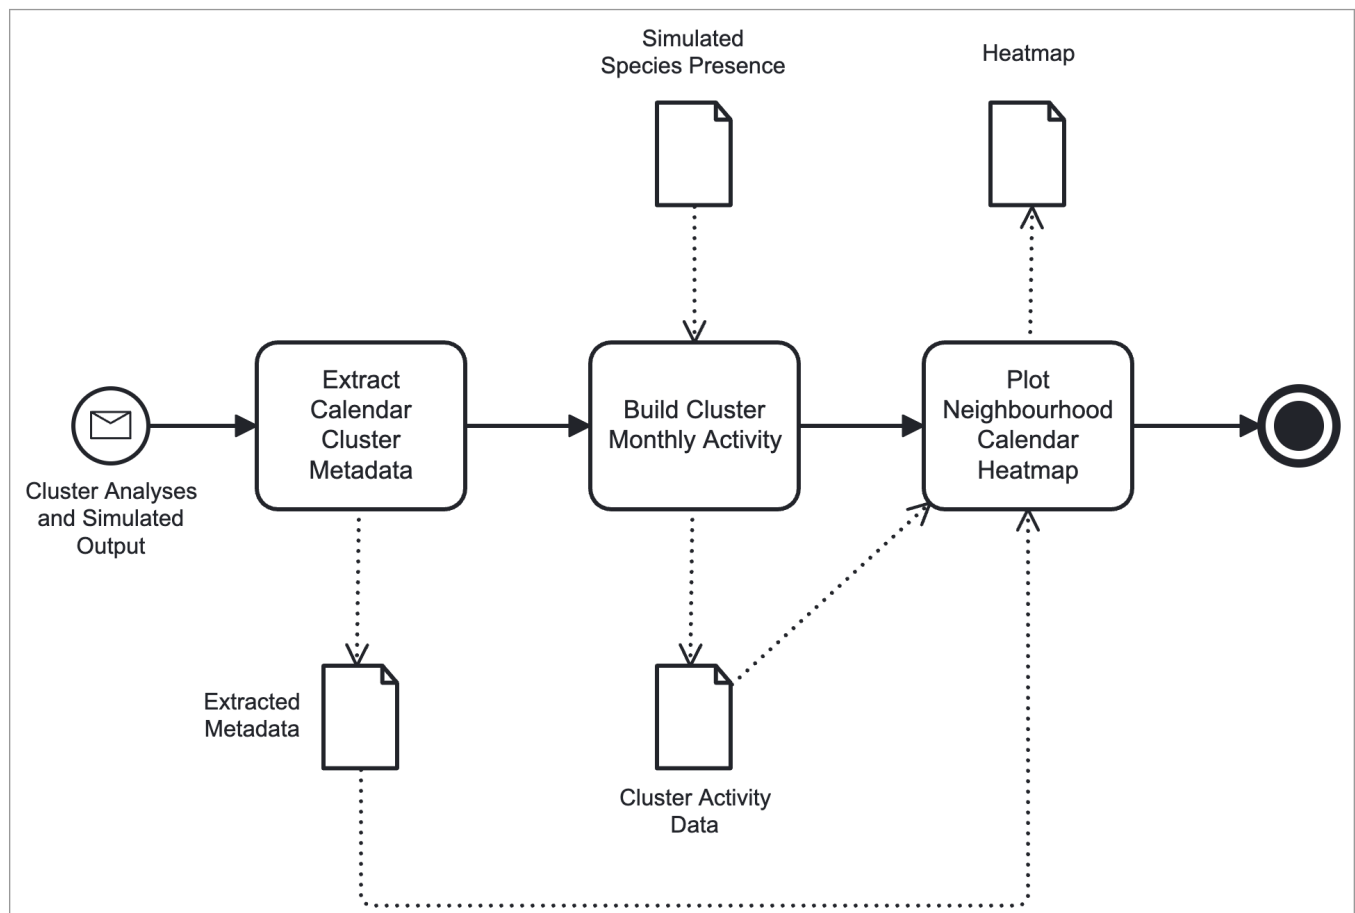 Simulated
Species Presence
Heatmap
Extract
Calendar
Cluster
Metadata
Build Cluster
Monthly Activity
Plot
Neighbourhood
Calendar
Heatmap
Cluster Analyses
and Simulated
Output
Extracted
Metadata
Cluster Activity
Data